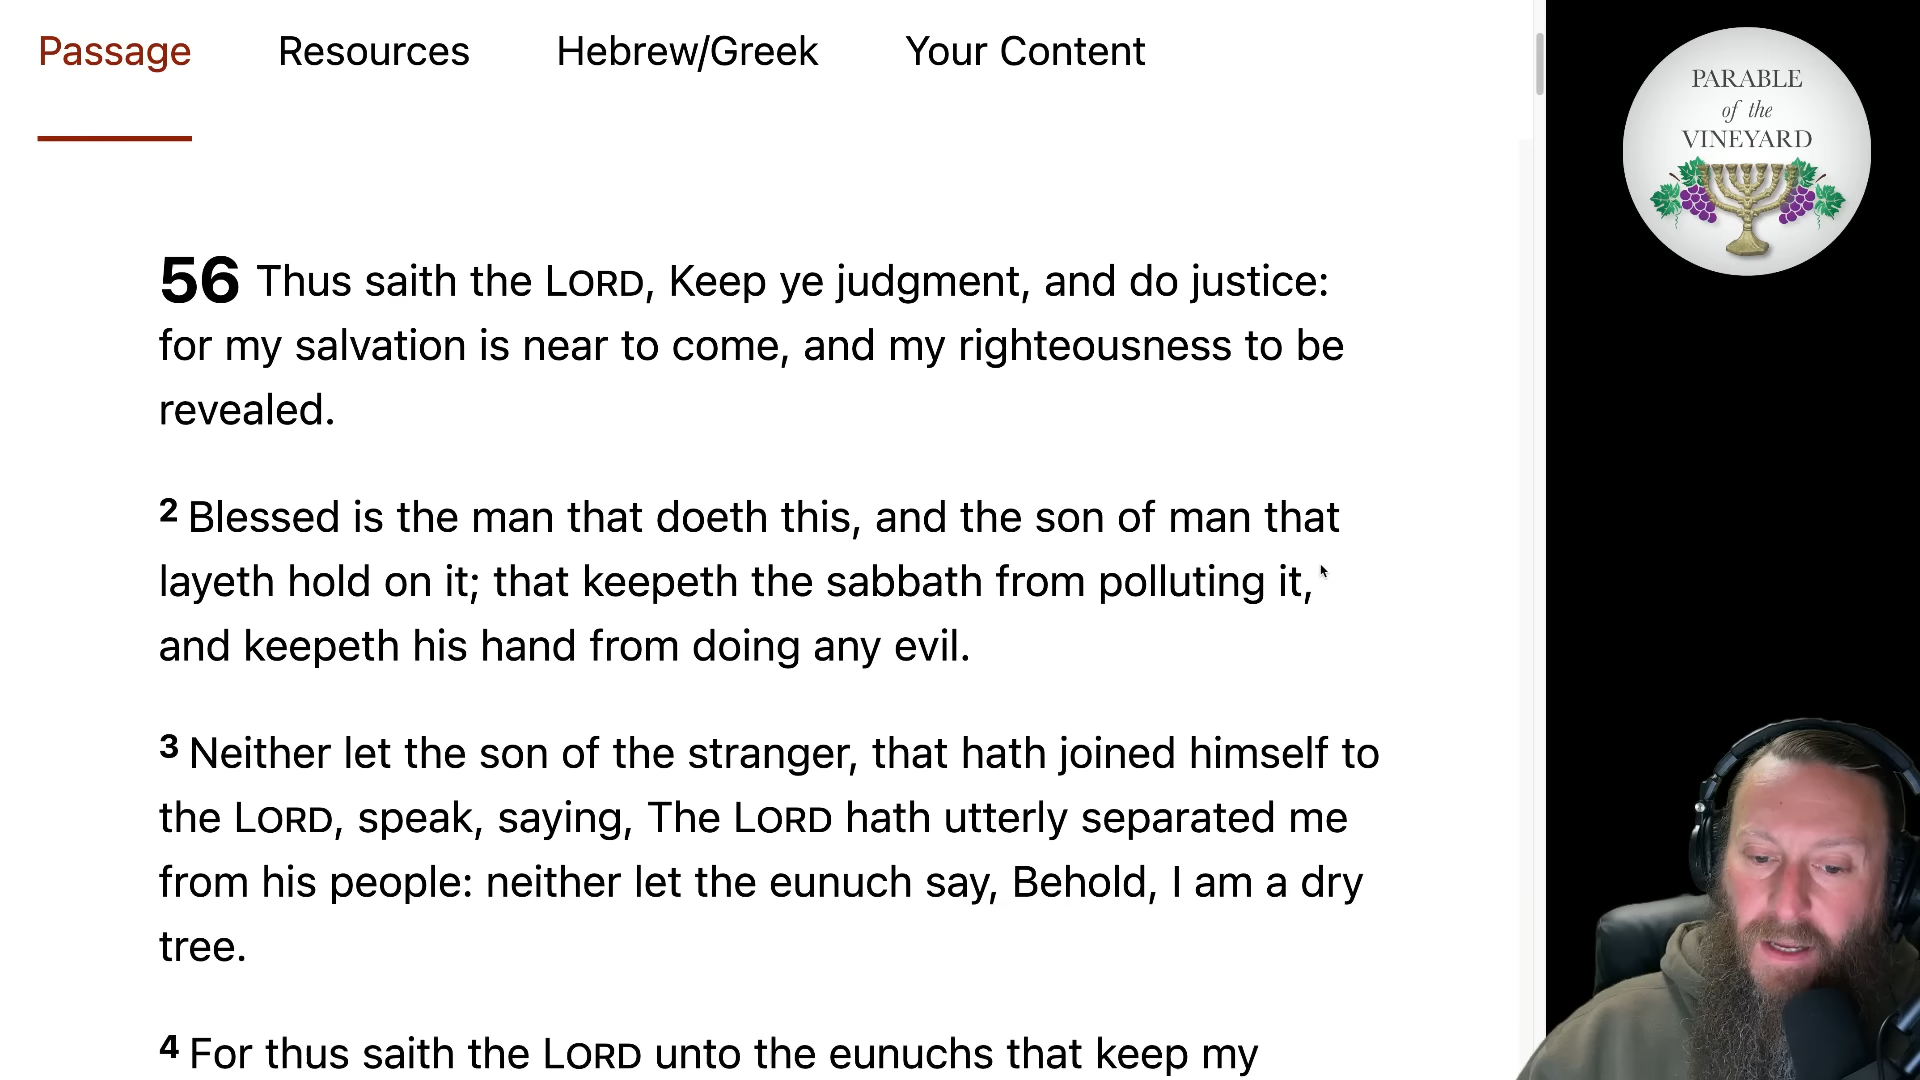 Passage
Resources
Hebrew/Greek
Your Content
PARABLE
of the
VINEYARD
56 Thus saith the LORD, Keep ye judgment, and do justice:
for my salvation is near to come, and my righteousness to be
revealed.
2 Blessed is the man that doeth this, and the son of man that
layeth hold on it; that keepeth the sabbath from polluting it,
and keepeth his hand from doing any evil.
3 Neither let the son of the stranger, that hath joined himself to
the LORD, speak, saying, The LORD hath utterly separated me
from his people: neither let the eunuch say, Behold, I am a dry
tree.
4 For thus saith the LORD unto the eunuchs that keep my